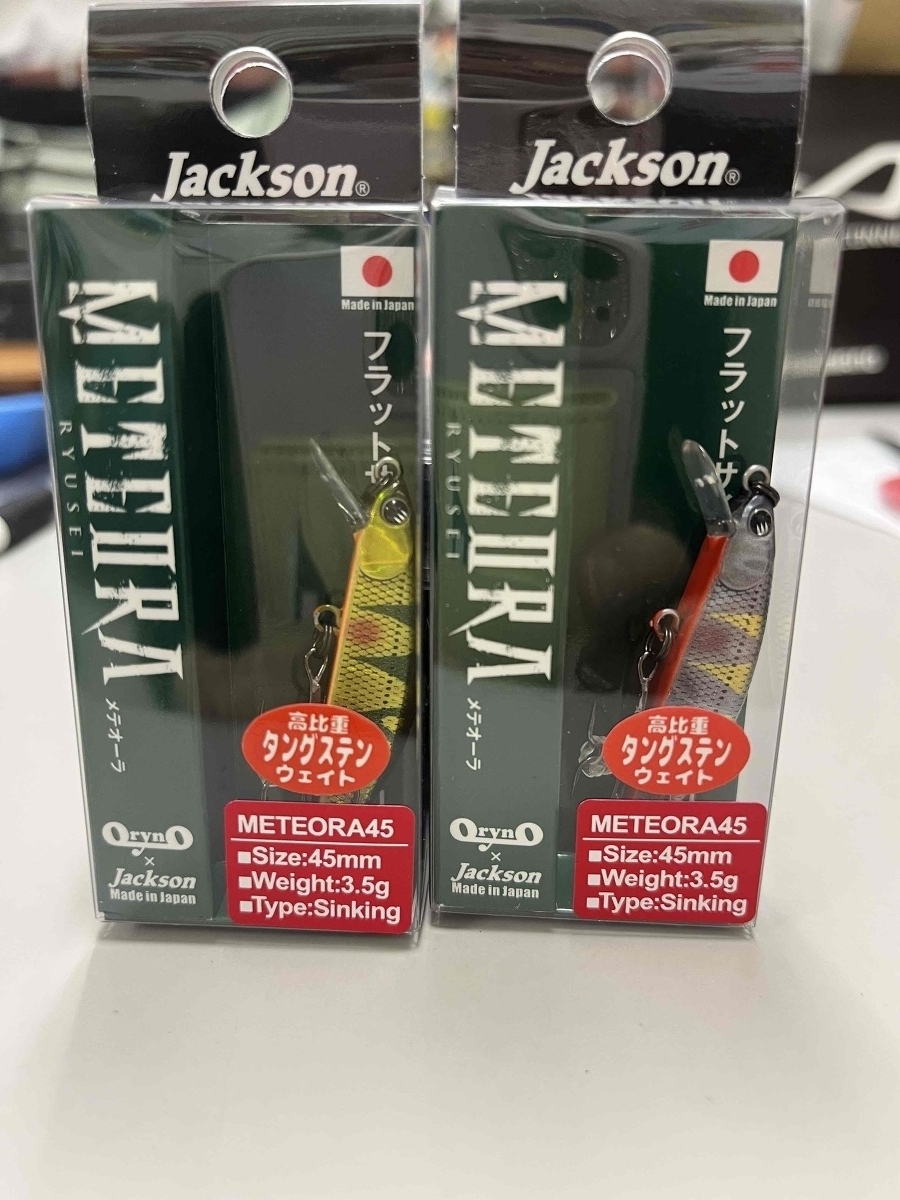 Jackson®
Made in Japan
フラットサ
METEORA
RYUSEI
メテオーラ
高比重
タングステン
ウェイト
OrynO
×
Jackson
Made in Japan
METEORA45
■Size:45mm
■Weight:3.5g
■Type:Sinking
Jackson®
Made in Japan
フラットサ
METEORA
RYUSEI
メテオーラ
高比重
タングステン
ウェイト
OrynO
×
Jackson
Made in Japan
METEORA45
■Size:45mm
■Weight:3.5g
■Type:Sinking